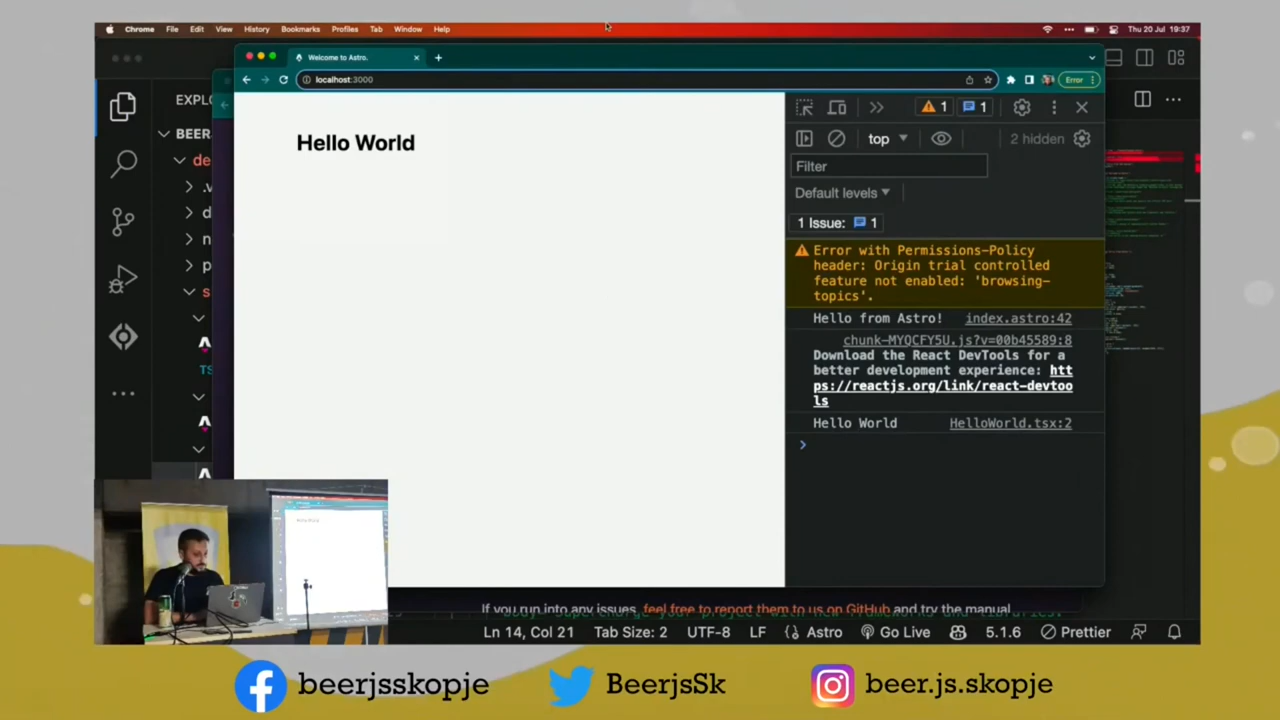 Chrome File Edit View History Bookmarks Profiles Tab Window Help Thu 20 Jul 19:37
Welcome to Astro.
localhost:3000 Error
EXPLO
BEER
de
.v
d
n
p
s
TS
Hello World
1 1
top 2 hidden
Filter
Default levels
1 Issue: 1
Error with Permissions-Policy
header: Origin trial controlled
feature not enabled: 'browsing-
topics'.
Hello from Astro! index.astro:42
chunk-MYQCFY5U.js?v=00b45589:8
Download the React DevTools for a
better development experience: htt
ps://reactjs.org/link/react-devtoo
ls
Hello World HelloWorld.tsx:2
If you run into any issues, feel free to report them to us on GitHub and try the manual
Ln 14, Col 21 Tab Size: 2 UTF-8 LF Astro Go Live 5.1.6 Prettier
beerjsskopje BeerjsSk beer.js.skopje